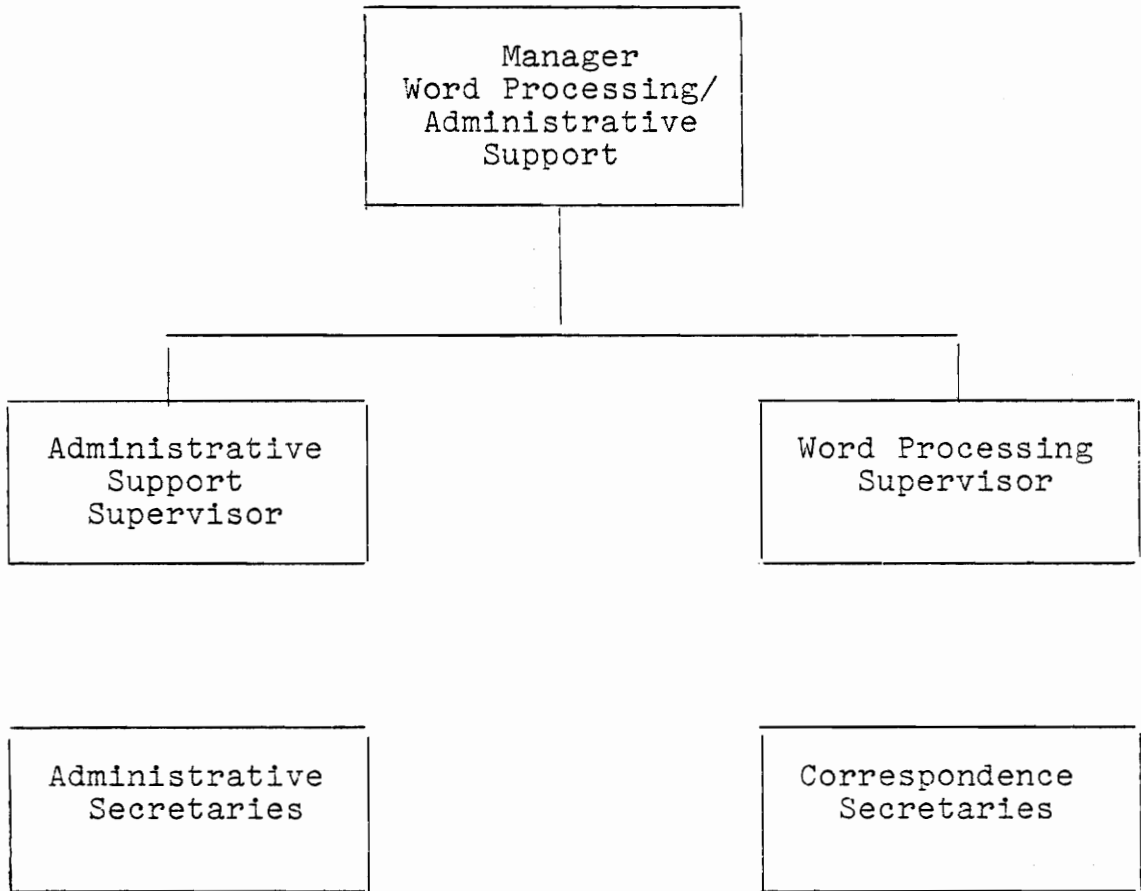 Manager
Word Processing/
Administrative
Support
Administrative
Support
Supervisor
Word Processing
Supervisor
Administrative
Secretaries
Correspondence
Secretaries